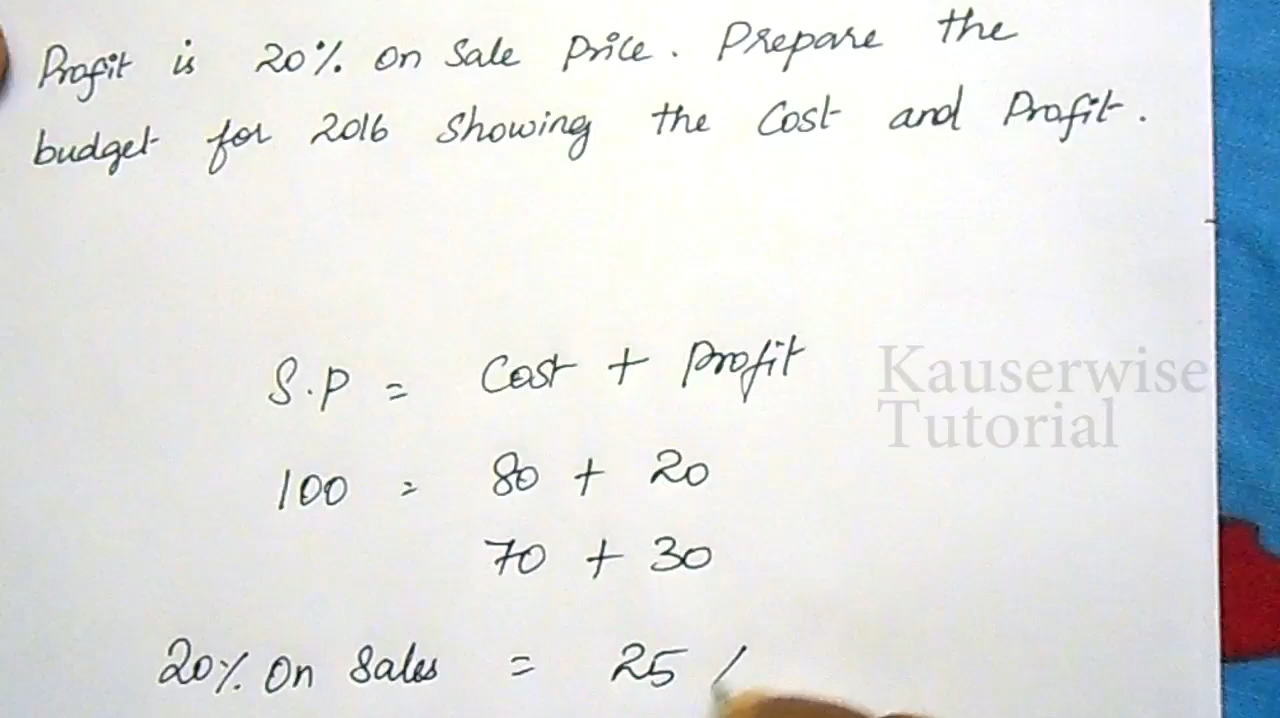 Profit is 20% on Sale Price. Prepare the
budget for 2016 Showing the Cost and Profit.
S.P = Cost + Profit
Kauserwise
Tutorial
100 = 80 + 20
70 + 30
20% On Sales = 25 /